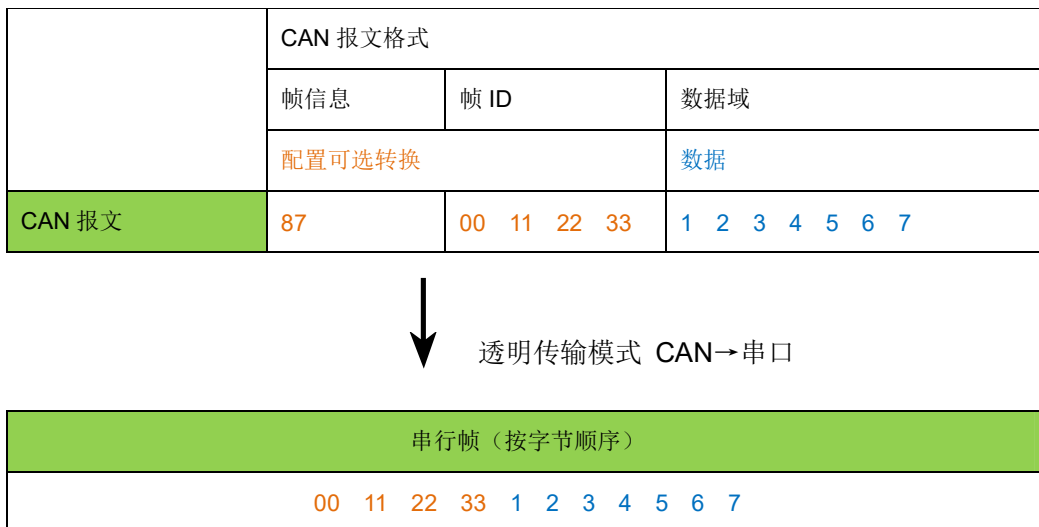 CAN 报文格式
帧信息 帧 ID 数据域
配置可选转换 数据
CAN 报文 87 00 11 22 33 1 2 3 4 5 6 7
透明传输模式 CAN→串口
串行帧（按字节顺序）
00 11 22 33 1 2 3 4 5 6 7